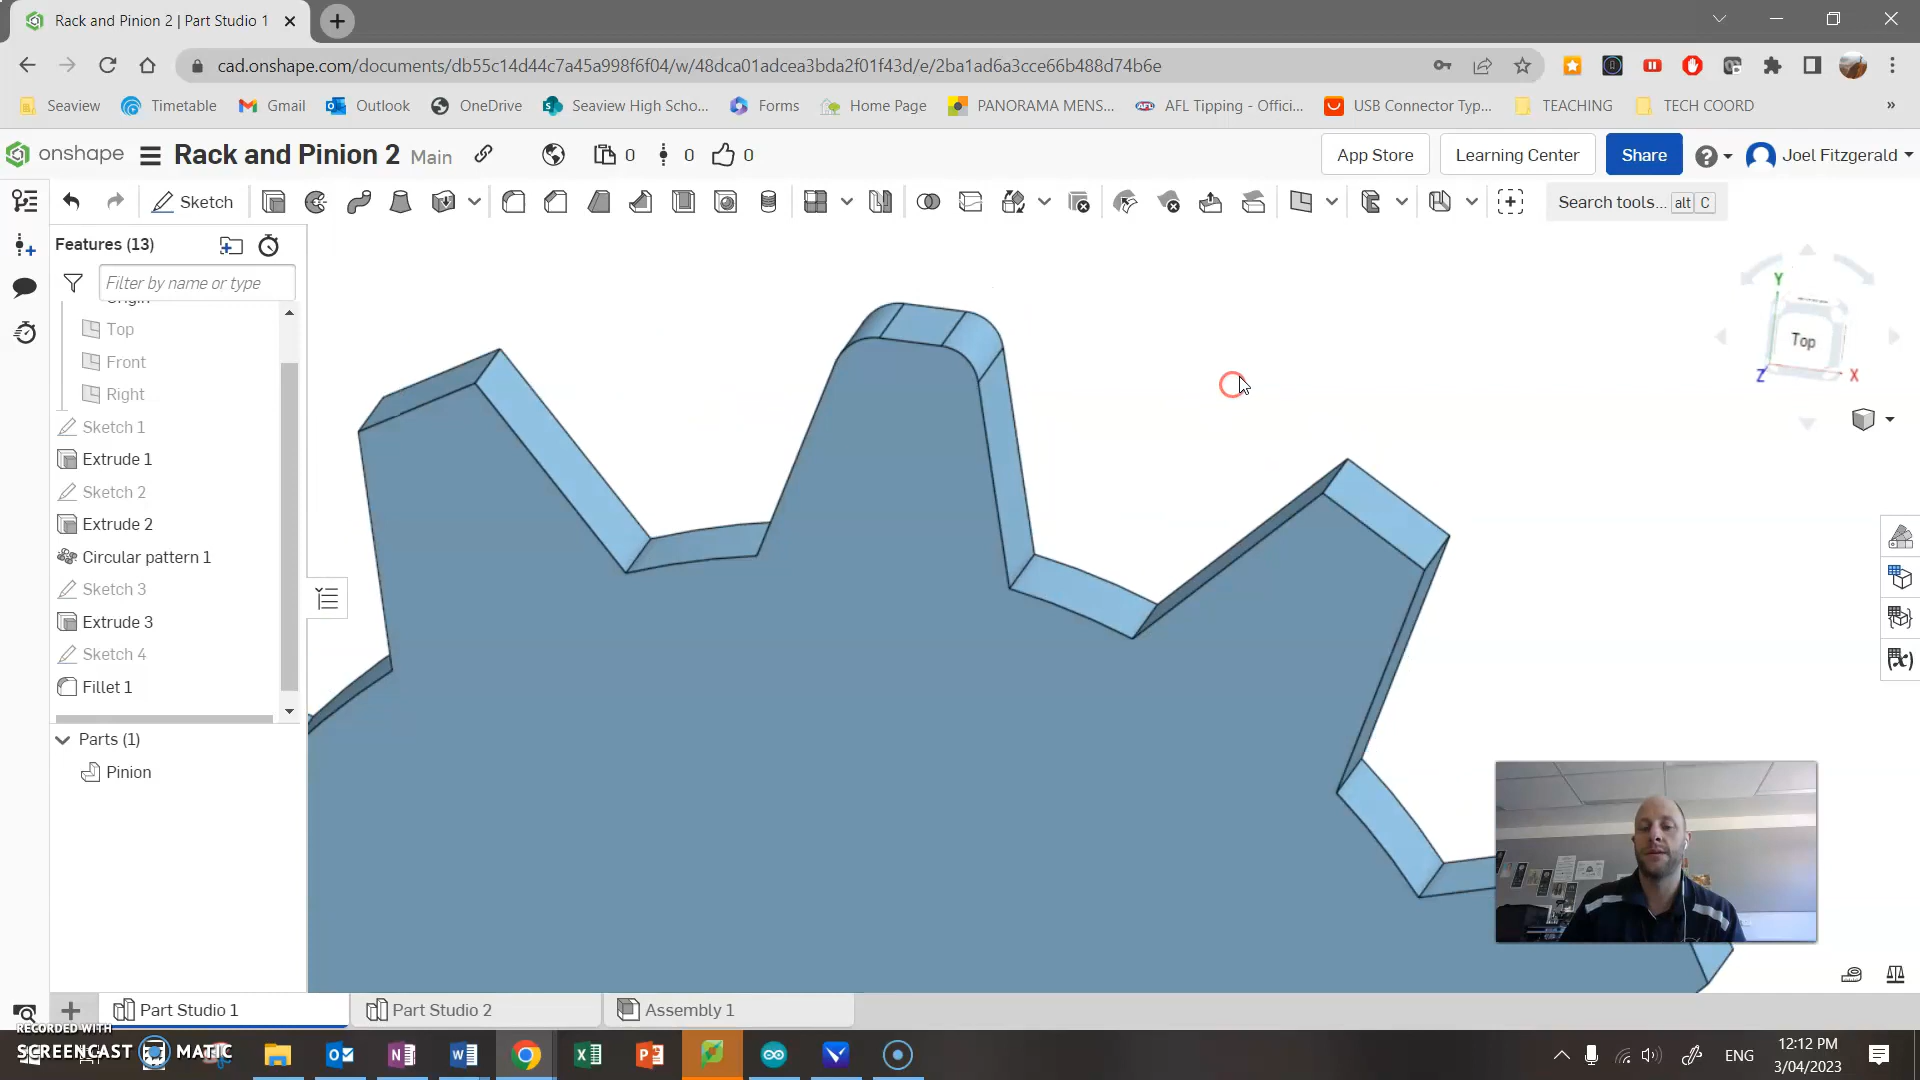 Rack and Pinion 2 | Part Studio 1
cad.onshape.com/documents/db55c14d44c7a45a998f6f04/w/48dca01adcea3bda2f01f43d/e/2ba1ad6a3cce66b488d74b6e
Seaview Timetable Gmail Outlook OneDrive Seaview High Scho... Forms Home Page PANORAMA MENS... AFL Tipping - Offici... USB Connector Typ... TEACHING TECH COORD »
onshape Rack and Pinion 2 Main 0 0 0 App Store Learning Center Share Joel Fitzgerald
Sketch Search tools... alt C
Features (13)
Filter by name or type
Origin
Top
Front
Right
Sketch 1
Extrude 1
Sketch 2
Extrude 2
Circular pattern 1
Sketch 3
Extrude 3
Sketch 4
Fillet 1
Parts (1)
Pinion
Y
Top
Z X
Part Studio 1 Part Studio 2 Assembly 1
RECORDED WITH
SCREENCAST MATIC
ENG
12:12 PM
3/04/2023